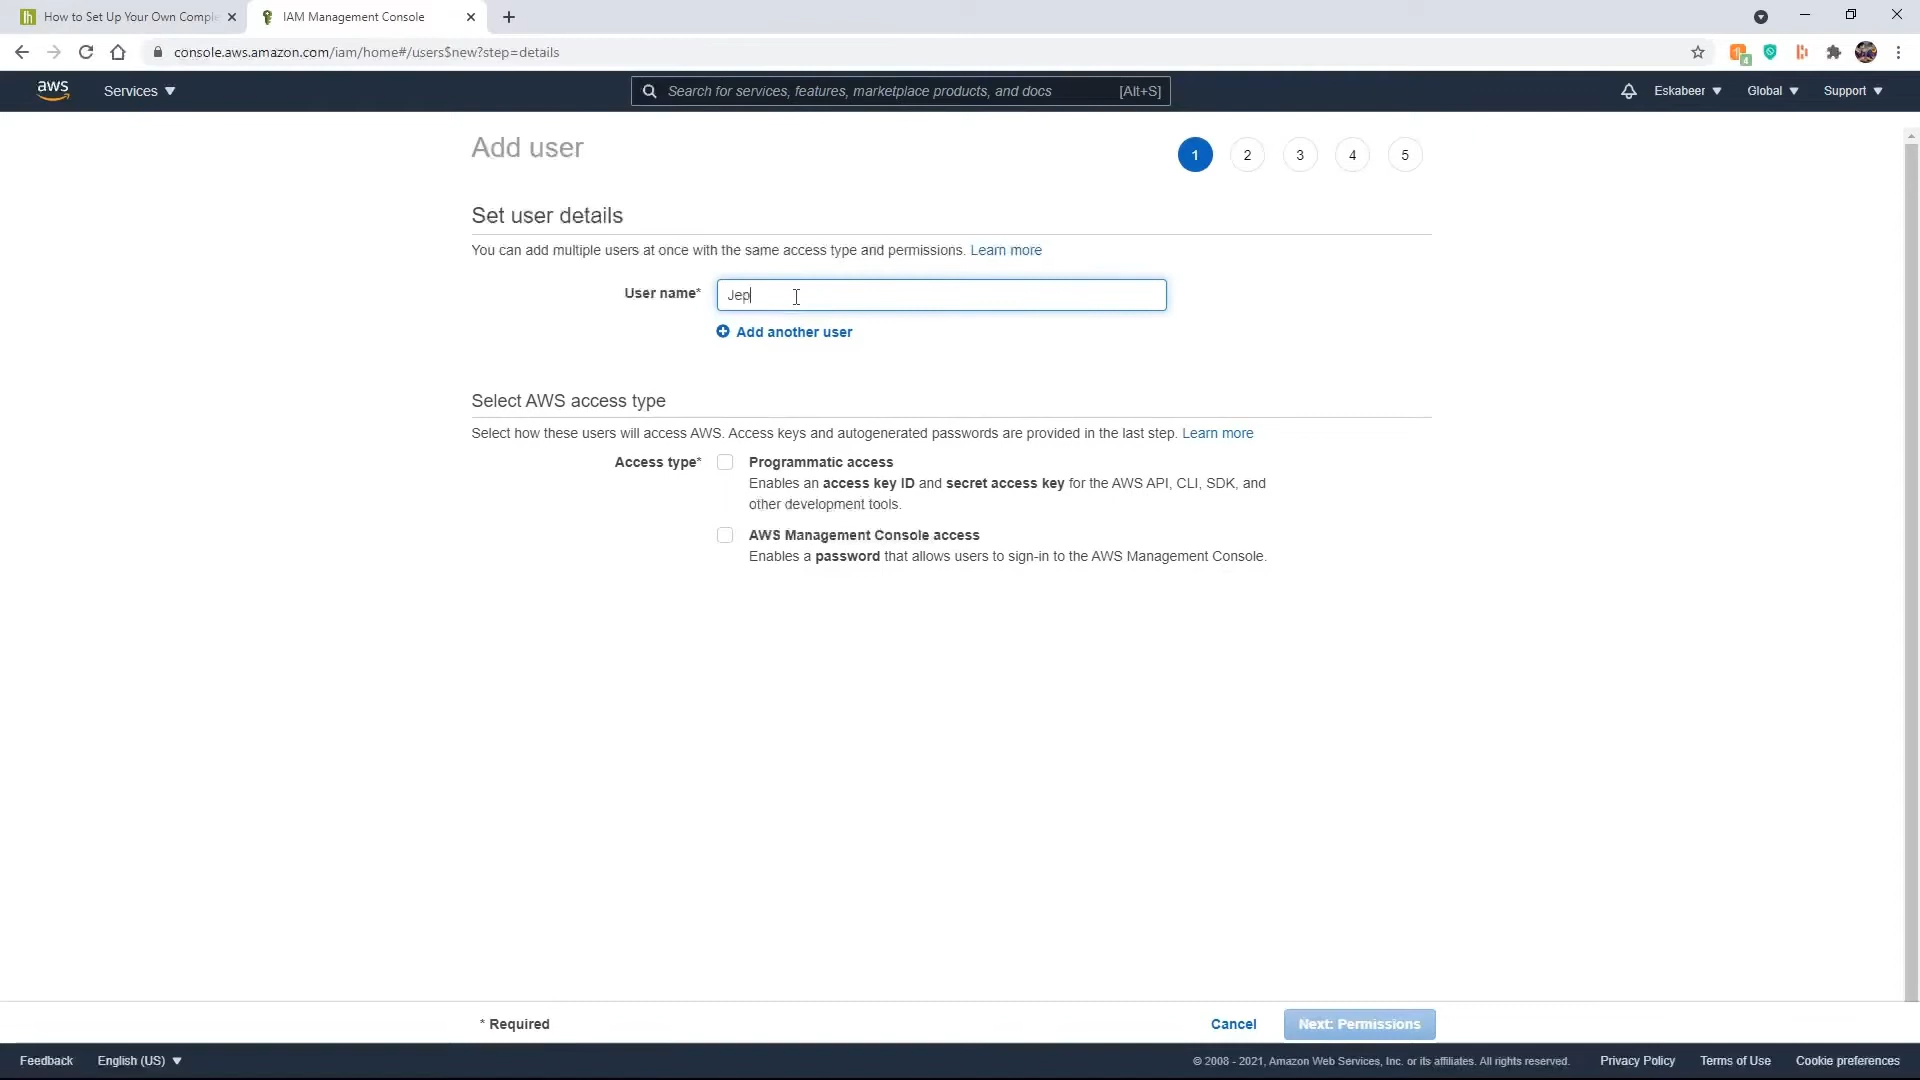 How to Set Up Your Own Comple
IAM Management Console
console.aws.amazon.com/iam/home#/users$new?step=details
4
aws
Services
Search for services, features, marketplace products, and docs
[Alt+S]
Eskabeer
Global
Support
Add user
1
2
3
4
5
Set user details
You can add multiple users at once with the same access type and permissions. Learn more
User name*
Jep
Add another user
Select AWS access type
Select how these users will access AWS. Access keys and autogenerated passwords are provided in the last step. Learn more
Access type*
Programmatic access
Enables an access key ID and secret access key for the AWS API, CLI, SDK, and
other development tools.
AWS Management Console access
Enables a password that allows users to sign-in to the AWS Management Console.
* Required
Cancel
Next: Permissions
Feedback
English (US)
© 2008 - 2021, Amazon Web Services, Inc. or its affiliates. All rights reserved.
Privacy Policy
Terms of Use
Cookie preferences